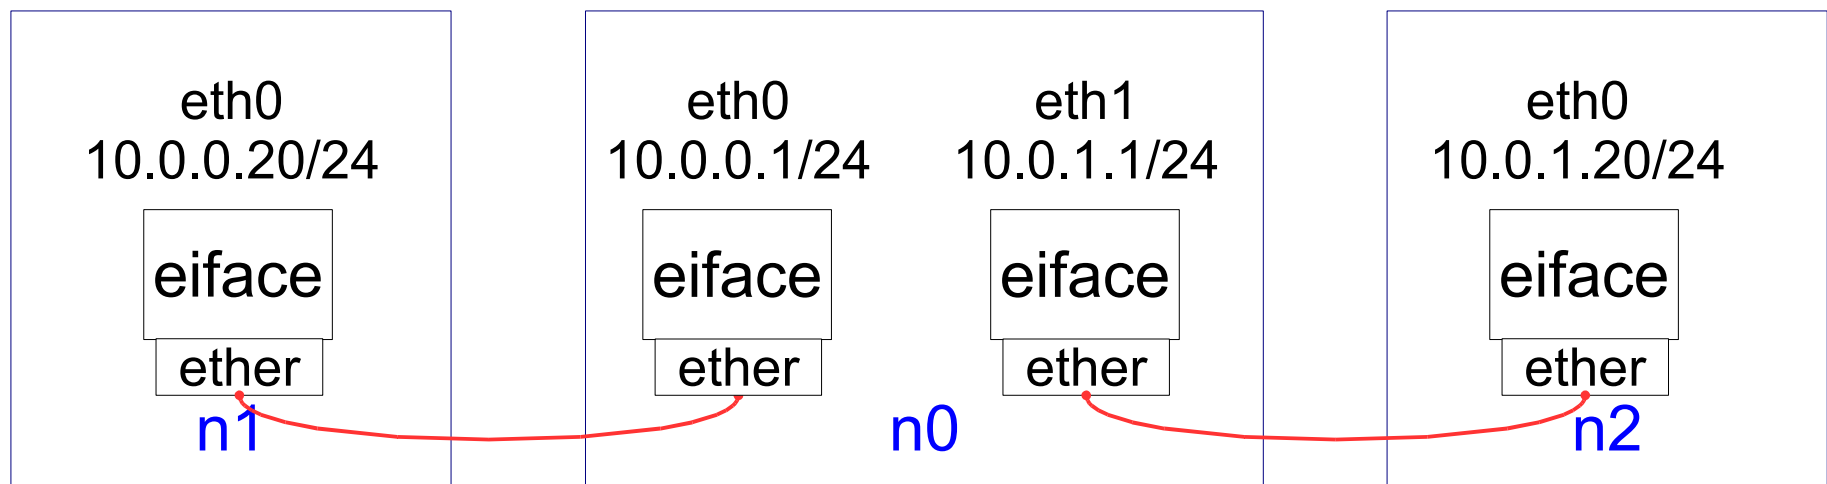 eth0
10.0.0.20/24
eiface
ether
n1
eth0
10.0.0.1/24
eiface
ether
eth1
10.0.1.1/24
eiface
ether
n0
eth0
10.0.1.20/24
eiface
ether
n2